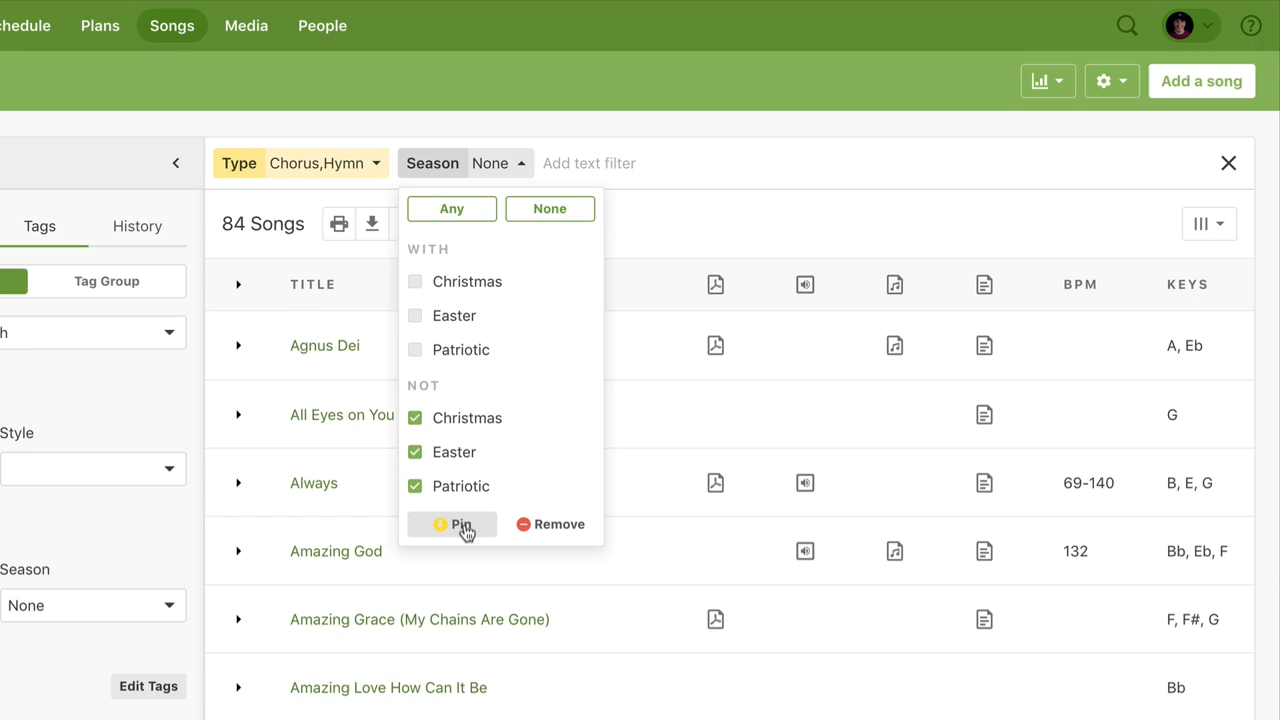 chedule Plans Songs Media People
Add a song
Type Chorus,Hymn Season None Add text filter
Tags History
84 Songs
Any None
WITH
Tag Group
Christmas
TITLE BPM KEYS
h
Easter
Agnus Dei A, Eb
Patriotic
NOT
All Eyes on You G
Christmas
Style
Easter
Always 69-140 B, E, G
Patriotic
Pin Remove
Amazing God 132 Bb, Eb, F
Season
None
Amazing Grace (My Chains Are Gone) F, F#, G
Edit Tags
Amazing Love How Can It Be Bb